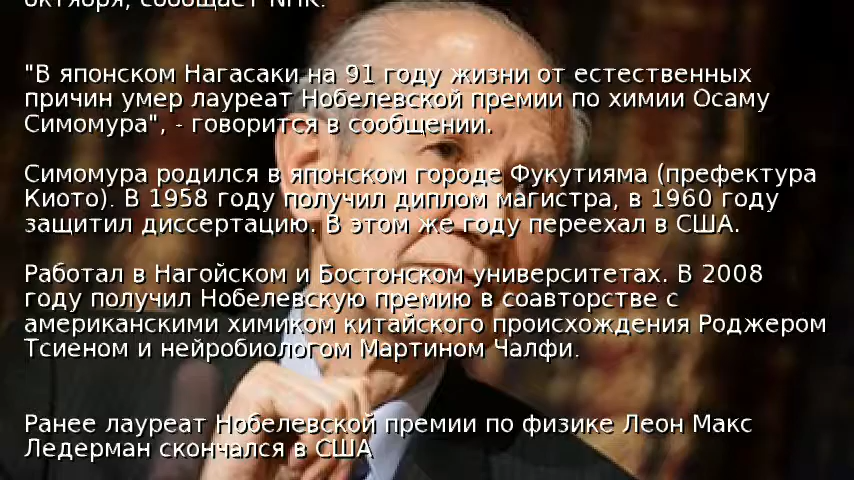 октября, сообщает NHK.
"В японском Нагасаки на 91 году жизни от естественных
причин умер лауреат Нобелевской премии по химии Осаму
Симомура", - говорится в сообщении.
Симомура родился в японском городе Фукутияма (префектура
Киото). В 1958 году получил диплом магистра, в 1960 году
защитил диссертацию. В этом же году переехал в США.
Работал в Нагойском и Бостонском университетах. В 2008
году получил Нобелевскую премию в соавторстве с
американскими химиком китайского происхождения Роджером
Тсиеном и нейробиологом Мартином Чалфи.
Ранее лауреат Нобелевской премии по физике Леон Макс
Ледерман скончался в США